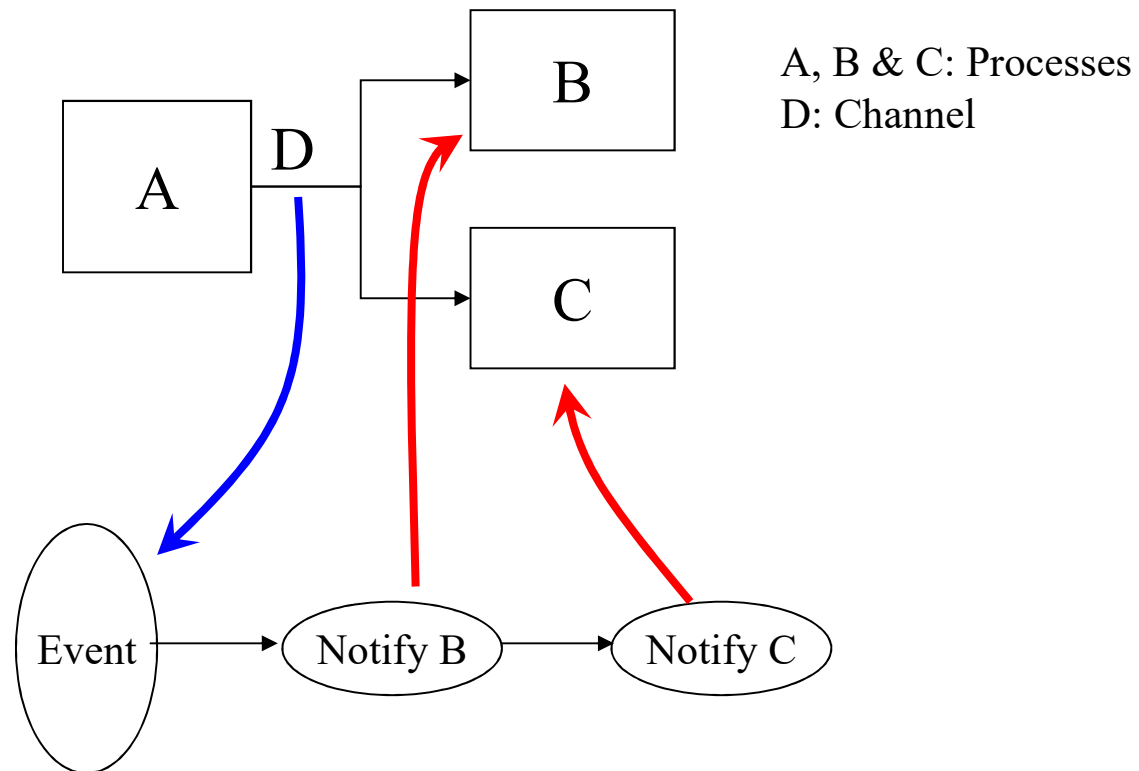 A
D
B
C
A, B & C: Processes
D: Channel
Event
Notify B
Notify C